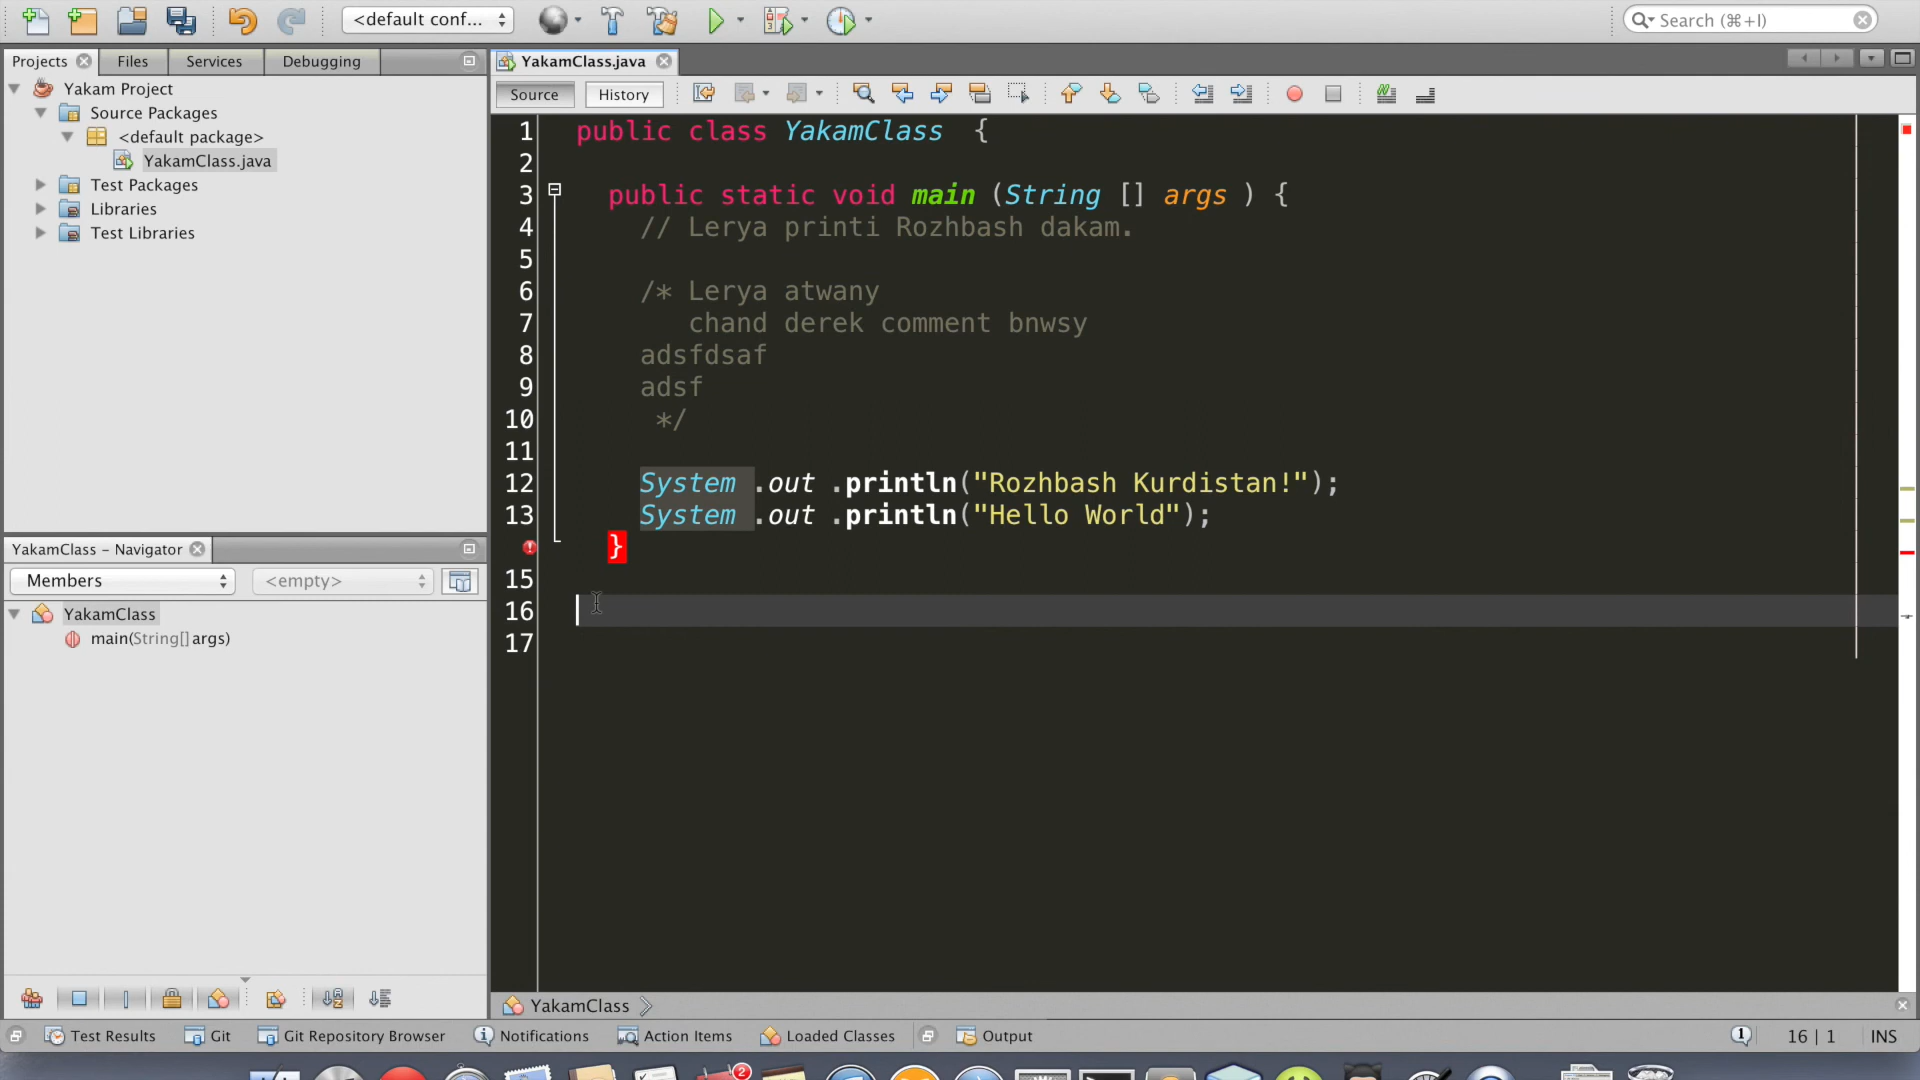 <default conf...
Search (⌘+I)
Projects
Files
Services
Debugging
Yakam Project
Source Packages
<default package>
YakamClass.java
Test Packages
Libraries
Test Libraries
YakamClass – Navigator
Members
<empty>
YakamClass
main(String[] args)
YakamClass.java
Source
History
1 public class YakamClass  {
2
3 public static void main (String [] args ) {
4 // Lerya printi Rozhbash dakam.
5
6 /* Lerya atwany
7 chand derek comment bnwsy
8 adsfdsaf
9 adsf
10 */
11
12 System .out .println("Rozhbash Kurdistan!");
13 System .out .println("Hello World");
}
15
16
17
YakamClass
Test Results
Git
Git Repository Browser
Notifications
Action Items
Loaded Classes
Output
1
16 | 1
INS
2